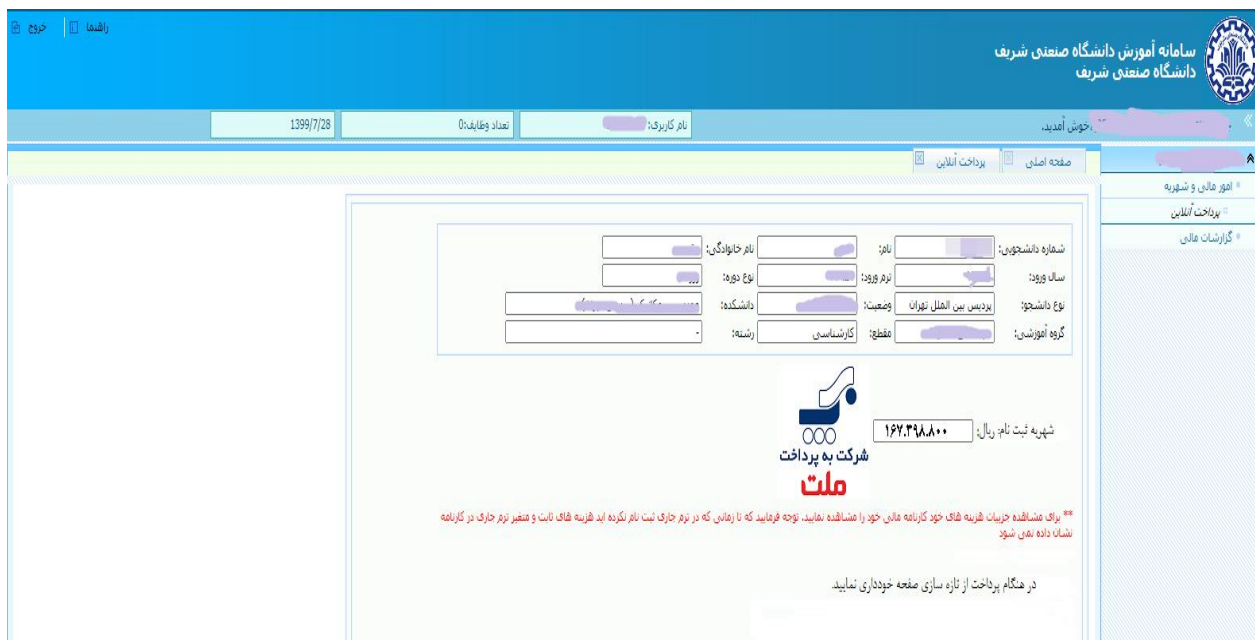 راهنما
خروج
سامانه آموزش دانشگاه صنعتی شریف
دانشگاه صنعتی شریف
خوش آمدید.
نام کاربری:
تعداد وظایف:0
1399/7/28
صفحه اصلی
پرداخت آنلاین
امور مالی و شهریه
پرداخت آنلاین
گزارشات مالی
شماره دانشجویی: نام: نام خانوادگی:
سال ورود: ترم ورود: نوع دوره:
نوع دانشجو: پردیس بین الملل تهران وضعیت: دانشکده:
گروه آموزشی: مقطع: کارشناسی رشته: -
شهریه ثبت نام: ریال: ۱۶۷.۳۹۸.۸۰۰
شرکت به پرداخت
ملت
** برای مشاهده جزییات هزینه های خود کارنامه مالی خود را مشاهده نمایید، توجه فرمایید که تا زمانی که در ترم جاری ثبت نام نکرده اید هزینه های ثابت و متغیر ترم جاری در کارنامه
نشان داده نمی شود
در هنگام پرداخت از تازه سازی صفحه خودداری نمایید.